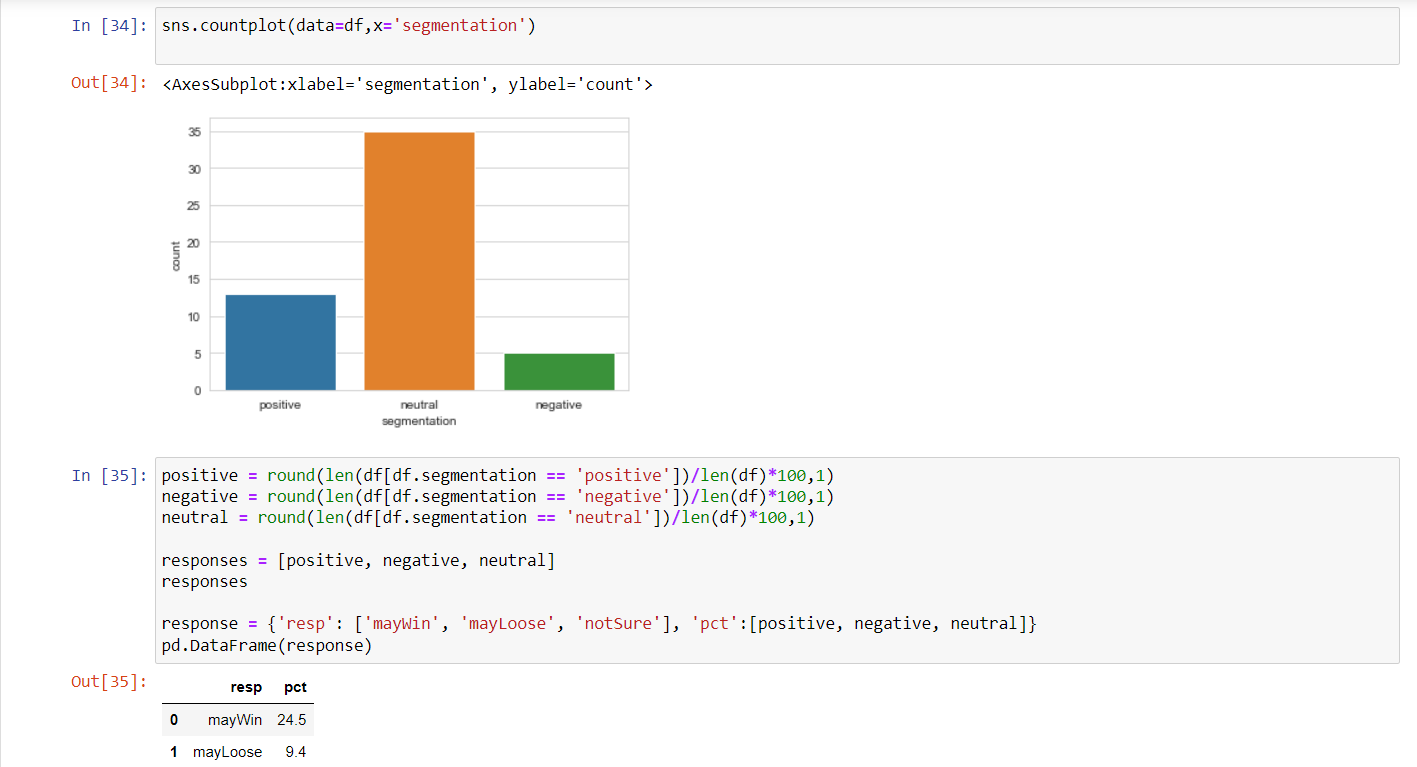 In [34]: sns.countplot(data=df,x='segmentation')
Out[34]: <AxesSubplot:xlabel='segmentation', ylabel='count'>
35
30
25
20
15
10
5
0
count
positive neutral negative
segmentation
In [35]: positive = round(len(df[df.segmentation == 'positive'])/len(df)*100,1)
negative = round(len(df[df.segmentation == 'negative'])/len(df)*100,1)
neutral = round(len(df[df.segmentation == 'neutral'])/len(df)*100,1)
responses = [positive, negative, neutral]
responses
response = {'resp': ['mayWin', 'mayLoose', 'notSure'], 'pct':[positive, negative, neutral]}
pd.DataFrame(response)
Out[35]:
resp pct
0 mayWin 24.5
1 mayLoose 9.4